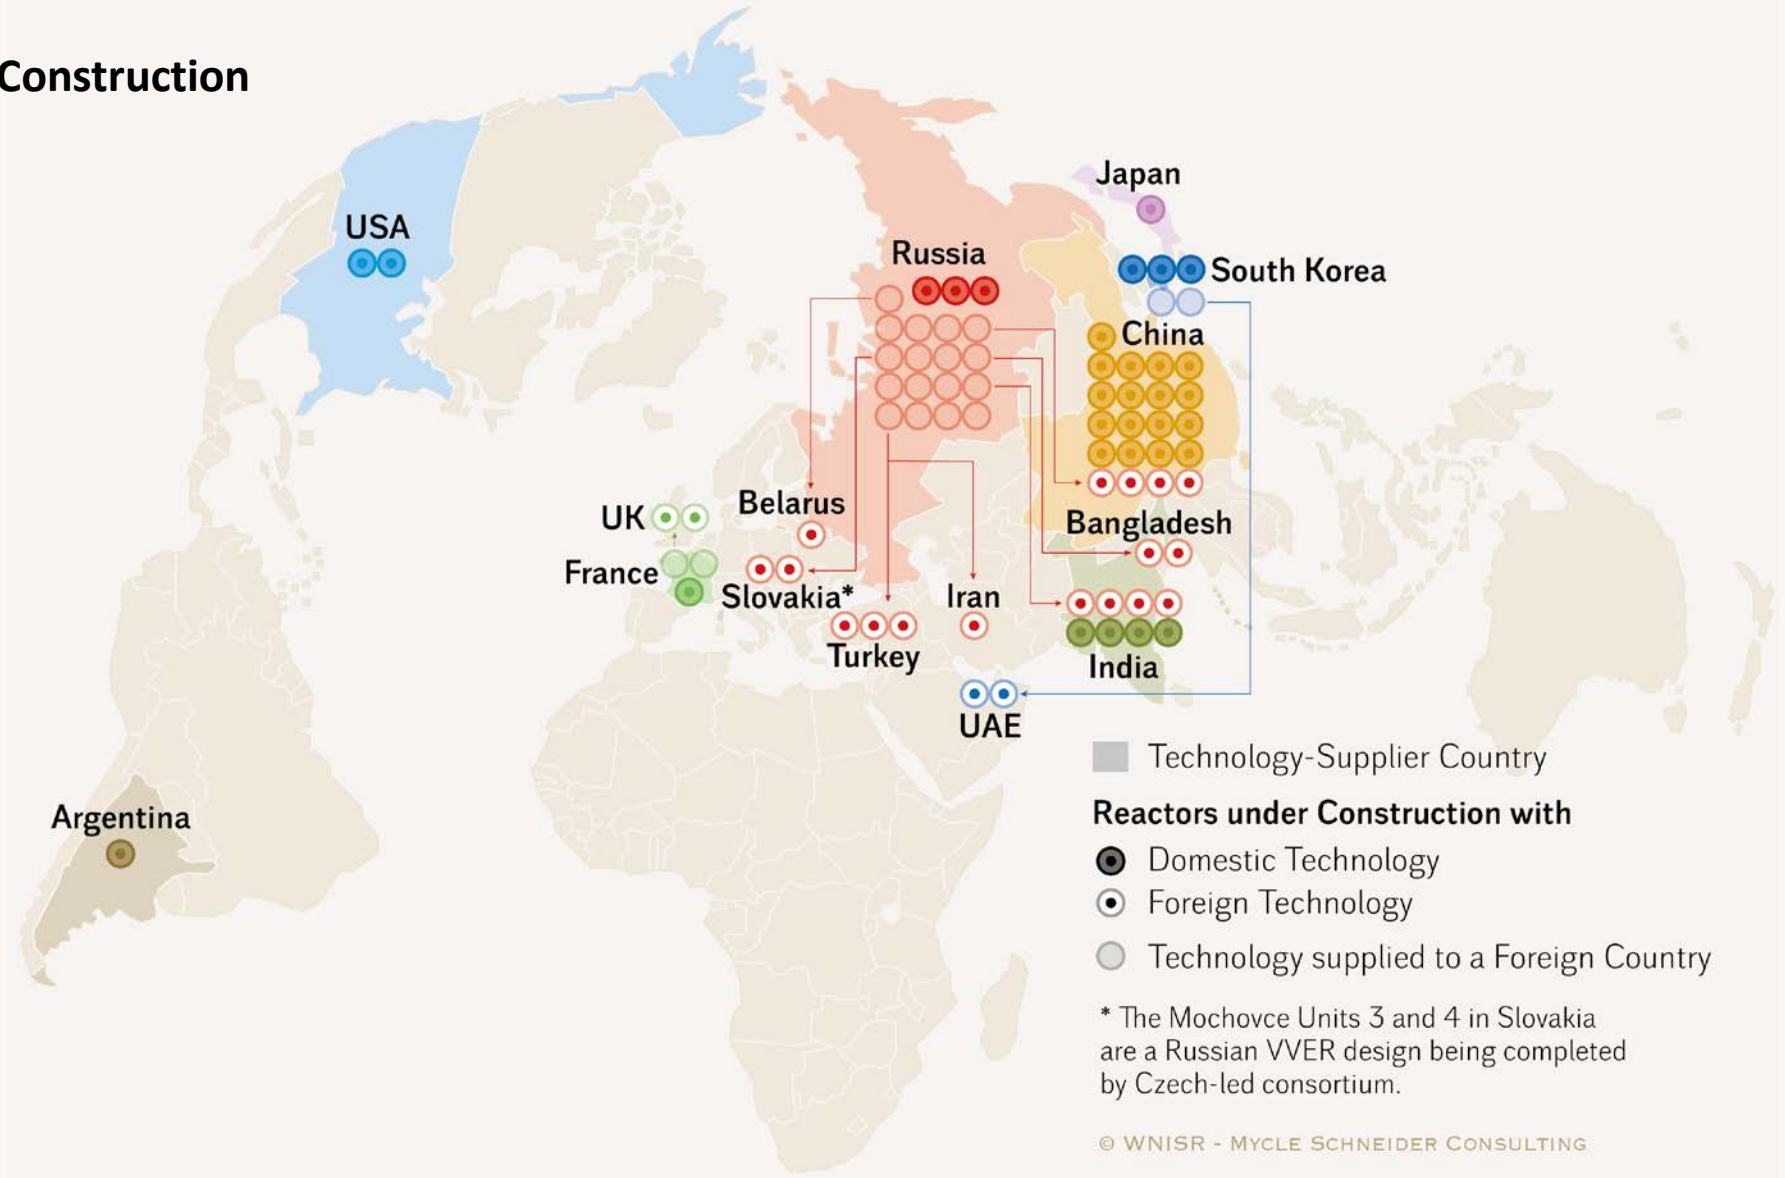 Construction
USA
Japan
Russia
South Korea
China
UK
Belarus
Bangladesh
France
Slovakia*
Iran
Turkey
India
UAE
Argentina
Technology-Supplier Country
Reactors under Construction with
Domestic Technology
Foreign Technology
Technology supplied to a Foreign Country
* The Mochovce Units 3 and 4 in Slovakia
are a Russian VVER design being completed
by Czech-led consortium.
© WNISR - MYCLE SCHNEIDER CONSULTING